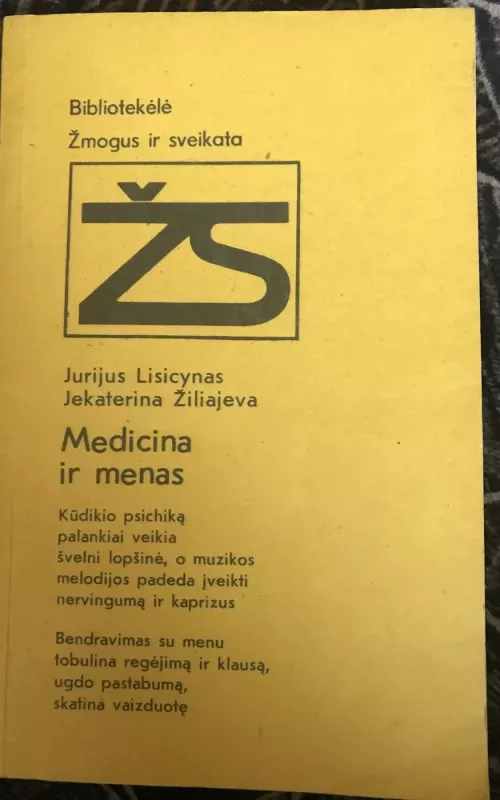 Bibliotekėlė
Žmogus ir sveikata
ŽS
Jurijus Lisicynas
Jekaterina Žiliajeva
Medicina
ir menas
Kūdikio psichiką
palankiai veikia
švelni lopšinė, o muzikos
melodijos padeda įveikti
nervingumą ir kaprizus
Bendravimas su menu
tobulina regėjimą ir klausą,
ugdo pastabumą,
skatina vaizduotę